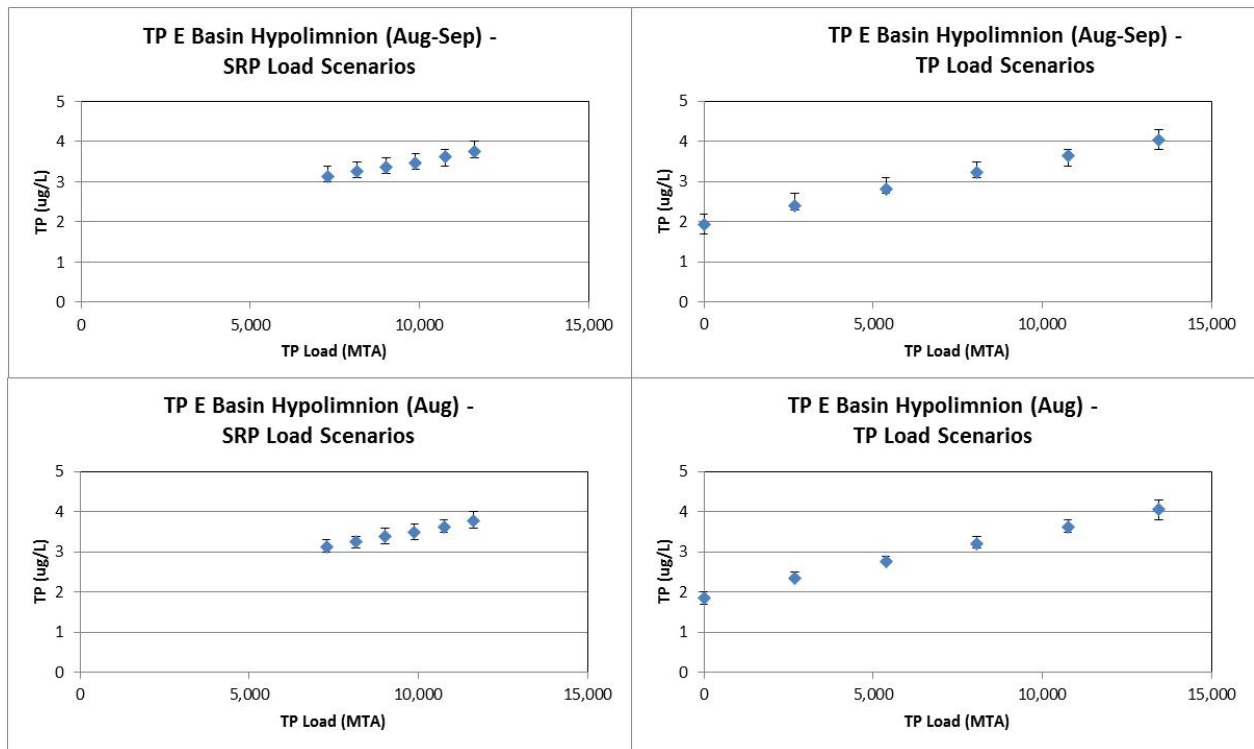 TP E Basin Hypolimnion (Aug-Sep) -
SRP Load Scenarios
5
4
3
2
1
0
TP (ug/L)
0 5,000 10,000 15,000
TP Load (MTA)
TP E Basin Hypolimnion (Aug-Sep) -
TP Load Scenarios
5
4
3
2
1
0
TP (ug/L)
0 5,000 10,000 15,000
TP Load (MTA)
TP E Basin Hypolimnion (Aug) -
SRP Load Scenarios
5
4
3
2
1
0
TP (ug/L)
0 5,000 10,000 15,000
TP Load (MTA)
TP E Basin Hypolimnion (Aug) -
TP Load Scenarios
5
4
3
2
1
0
TP (ug/L)
0 5,000 10,000 15,000
TP Load (MTA)